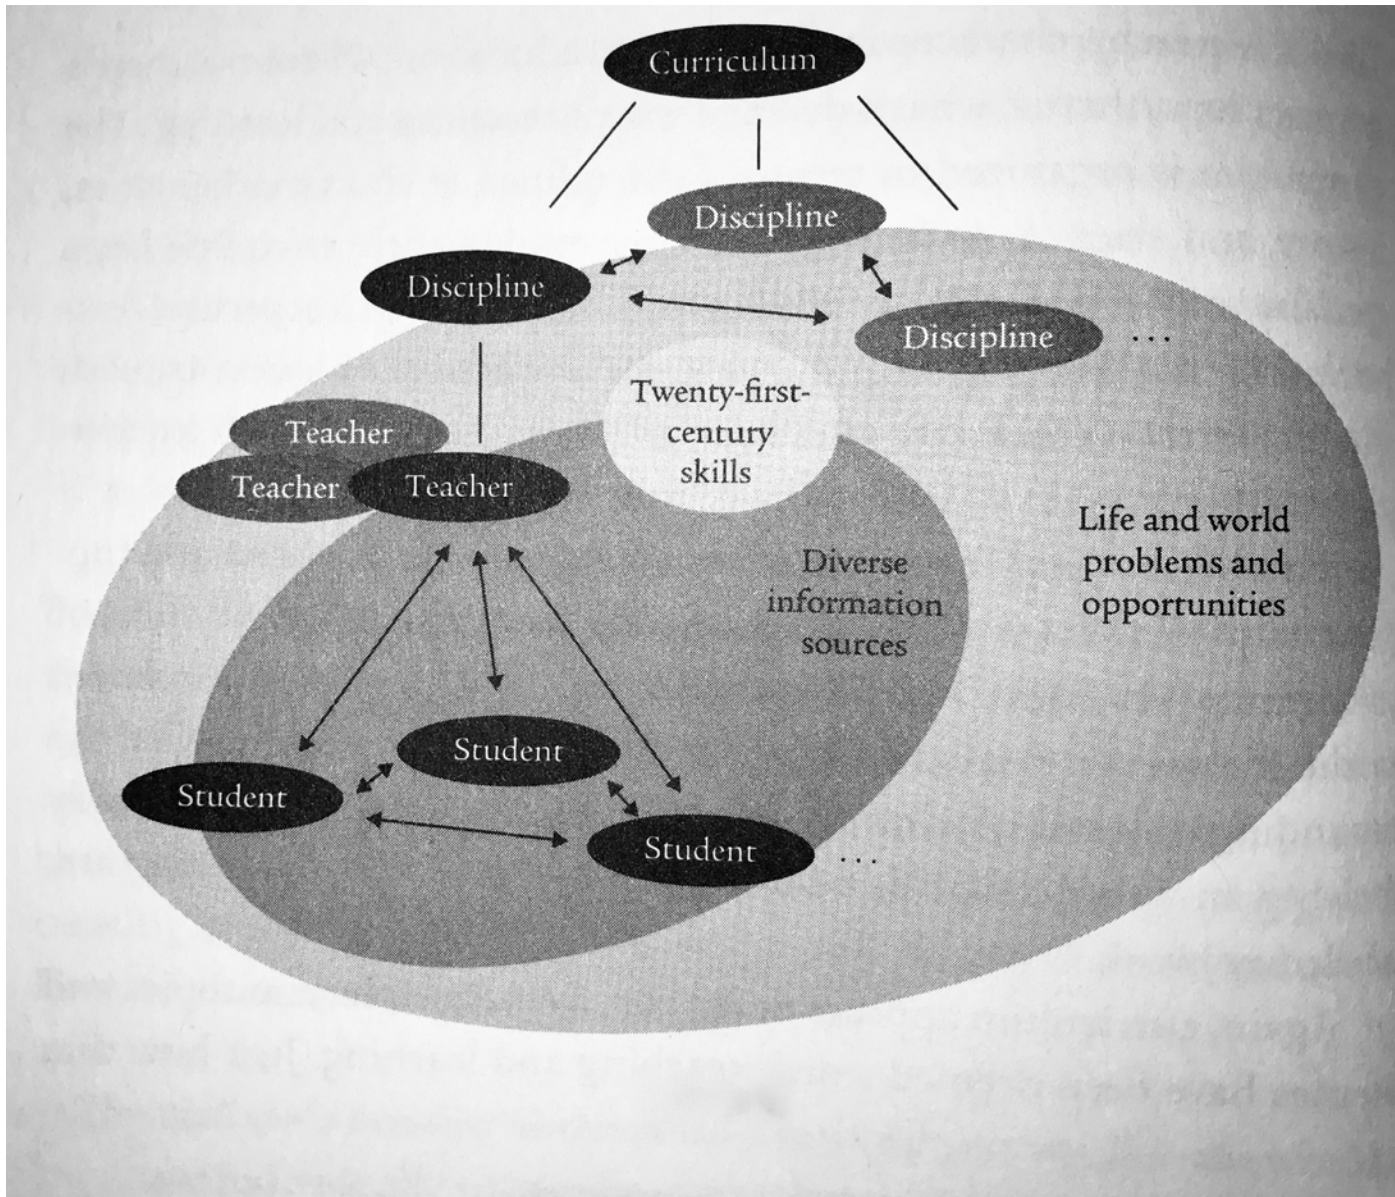 Curriculum
Discipline
Discipline
Discipline
...
Twenty-first-
century
skills
Teacher
Teacher
Teacher
Life and world
problems and
opportunities
Diverse
information
sources
Student
Student
Student
...